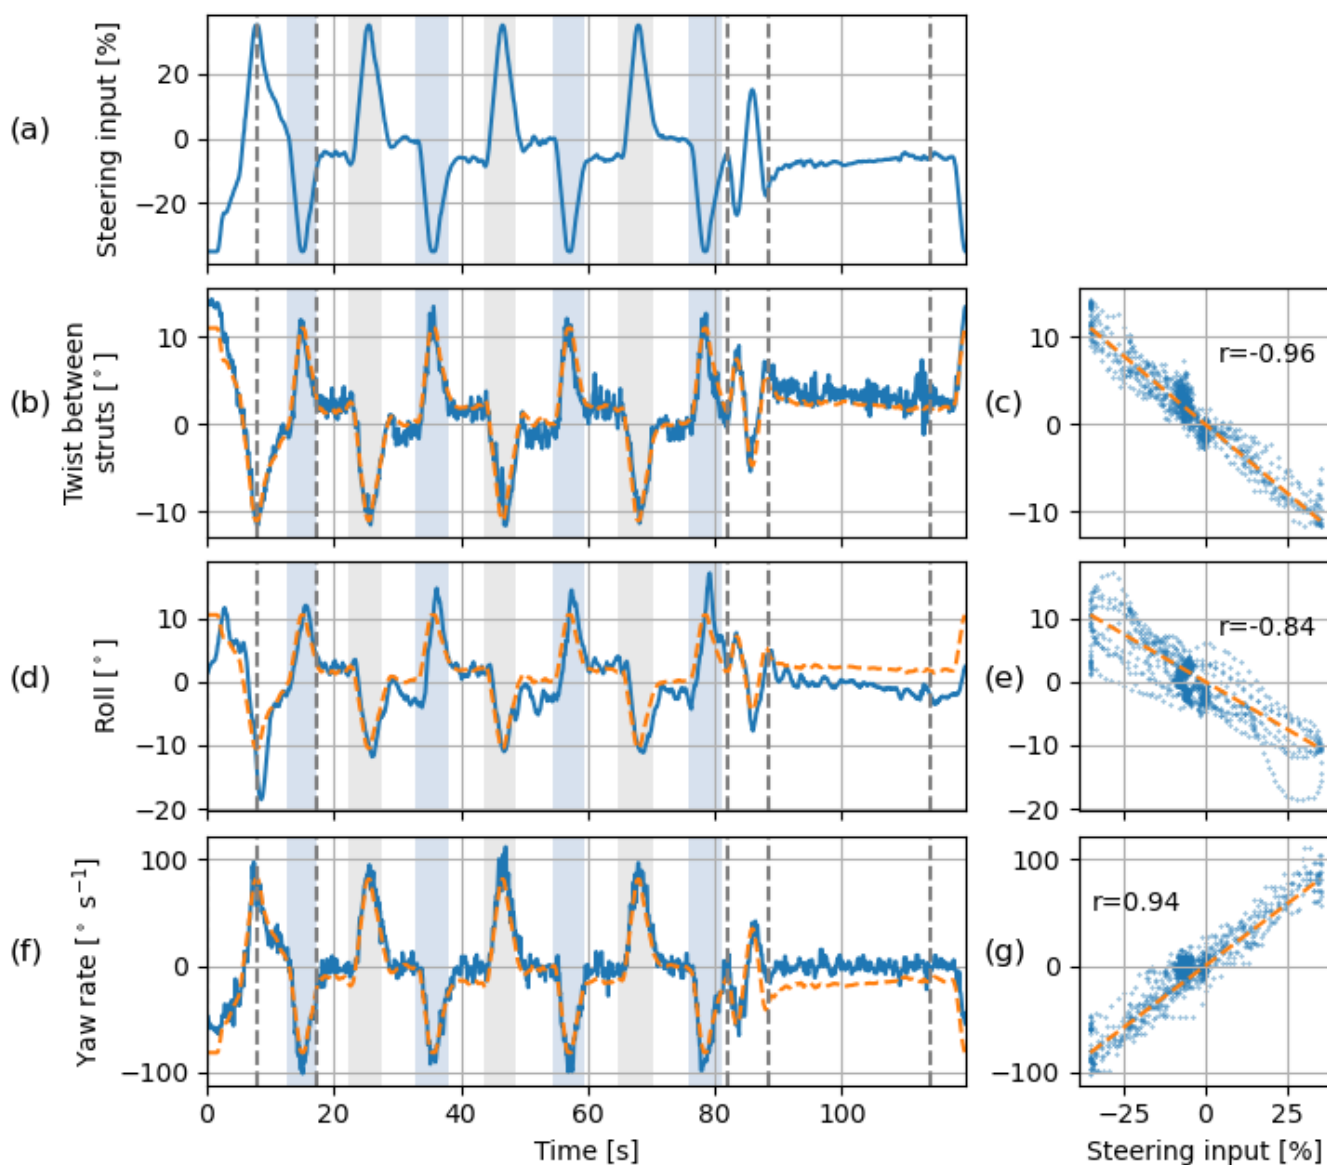 (a)
Steering input [%]
20
0
−20
(b)
Twist between
struts [°]
10
0
−10
(c)
10
0
−10
r=-0.96
(d)
Roll [°]
10
0
−10
−20
(e)
10
0
−10
−20
r=-0.84
(f)
Yaw rate [° s⁻¹]
100
0
−100
0 20 40 60 80 100
Time [s]
(g)
100
0
−100
r=0.94
−25 0 25
Steering input [%]